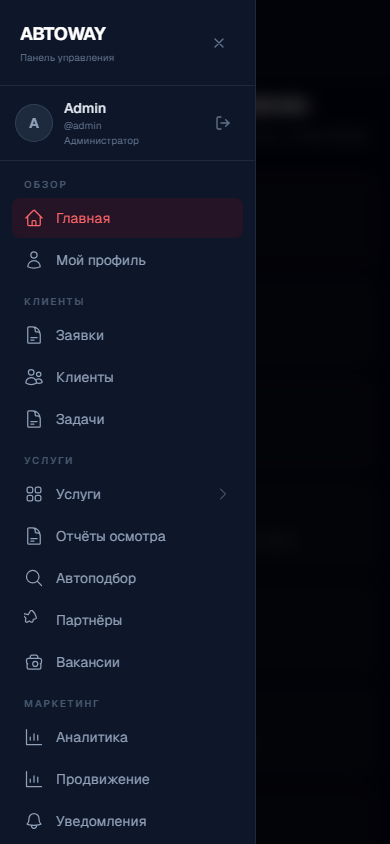 АВТОWAY
Панель управления
A
Admin
@admin
Администратор
ОБЗОР
Главная
Мой профиль
КЛИЕНТЫ
Заявки
Клиенты
Задачи
УСЛУГИ
Услуги
Отчёты осмотра
Автоподбор
Партнёры
Вакансии
МАРКЕТИНГ
Аналитика
Продвижение
Уведомления